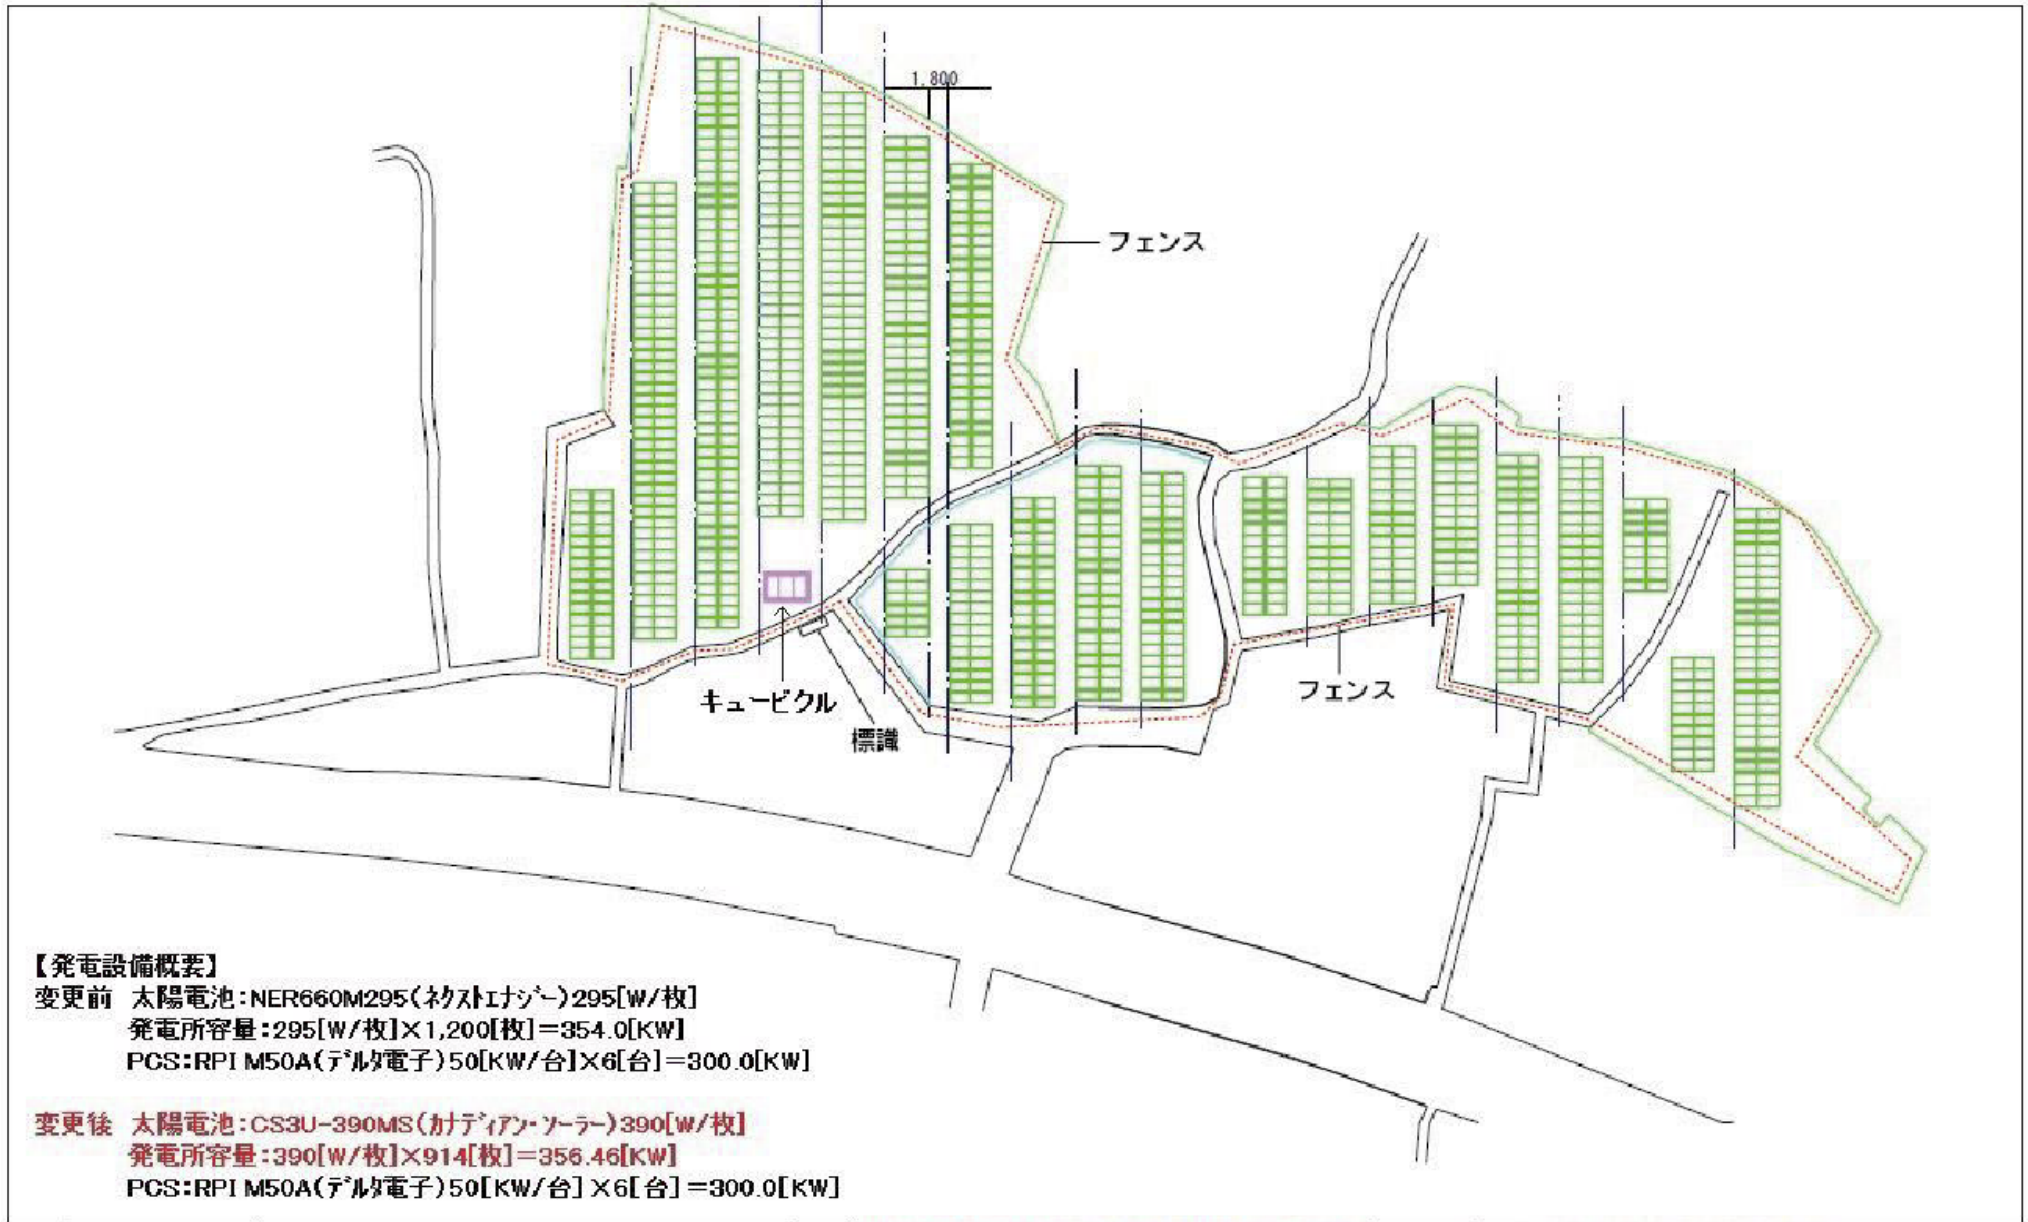 1,800
フェンス
キュービクル
標識
フェンス
【発電設備概要】
変更前 太陽電池:NER660M295(ネクストエナジー)295[W/枚]
発電所容量:295[W/枚]×1,200[枚]=354.0[KW]
PCS:RPI M50A(デルタ電子)50[KW/台]×6[台]=300.0[KW]
変更後 太陽電池:CS3U-390MS(カナディアン・ソーラー)390[W/枚]
発電所容量:390[W/枚]×914[枚]=356.46[KW]
PCS:RPI M50A(デルタ電子)50[KW/台]×6[台]=300.0[KW]